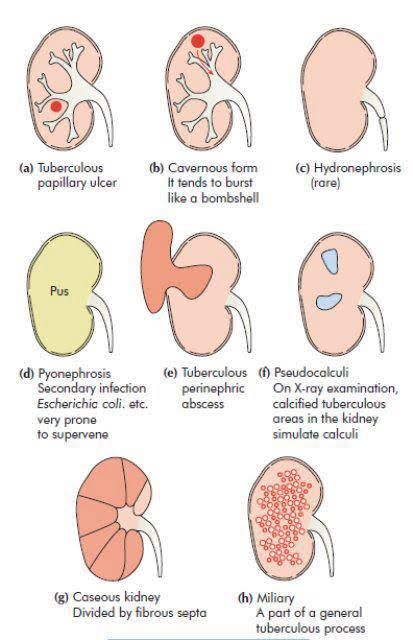 (a) Tuberculous
papillary ulcer
(b) Cavernous form
It tends to burst
like a bombshell
(c) Hydronephrosis
(rare)
Pus
(d) Pyonephrosis
Secondary infection
Escherichia coli. etc.
very prone
to supervene
(e) Tuberculous
perinephric
abscess
(f) Pseudocalculi
On X-ray examination,
calcified tuberculous
areas in the kidney
simulate calculi
(g) Caseous kidney
Divided by fibrous septa
(h) Miliary
A part of a general
tuberculous process